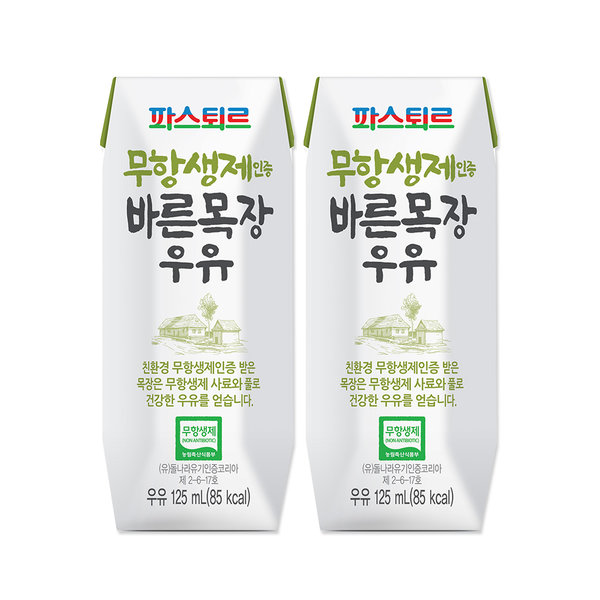 파스퇴르
무항생제인증
바른목장
우유
친환경 무항생제인증 받은
목장은 무항생제 사료와 풀로
건강한 우유를 얻습니다.
무항생제
(NON ANTIBIOTIC)
농림축산식품부
(유)돌나라유기인증코리아
제 2-6-17호
우유 125 mL(85 kcal)
파스퇴르
무항생제인증
바른목장
우유
친환경 무항생제인증 받은
목장은 무항생제 사료와 풀로
건강한 우유를 얻습니다.
무항생제
(NON ANTIBIOTIC)
농림축산식품부
(유)돌나라유기인증코리아
제 2-6-17호
우유 125 mL(85 kcal)